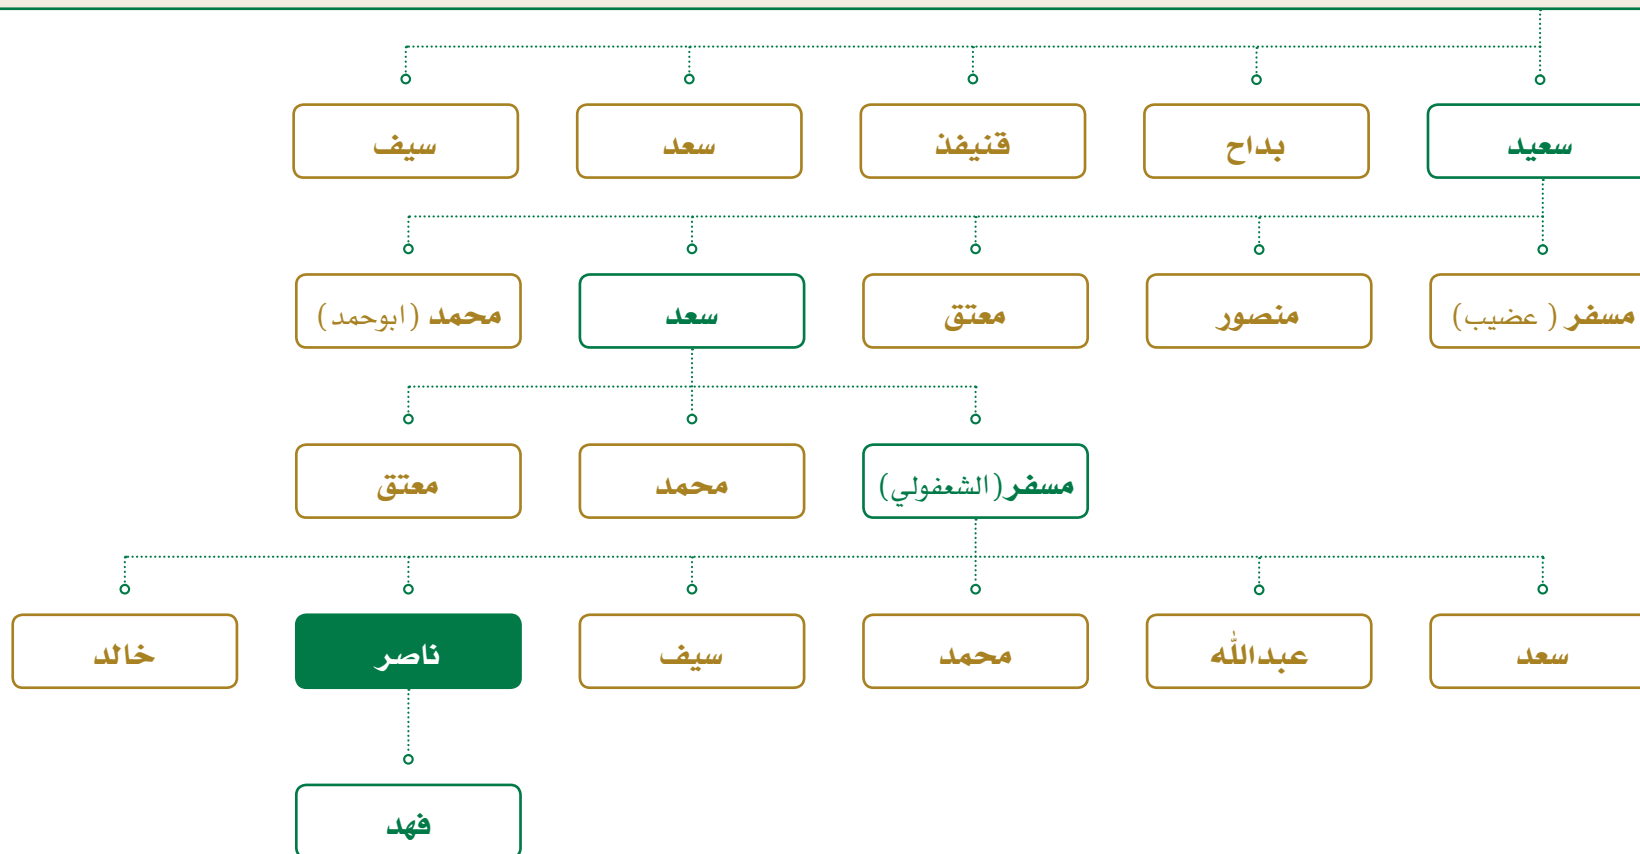 سعيد بداح قنيفذ سعد سيف
مسفر ( عضيب) منصور معتق سعد محمد (ابوحمد)
مسفر(الشعفولي) محمد معتق
سعد عبدالله محمد سيف ناصر خالد
فهد